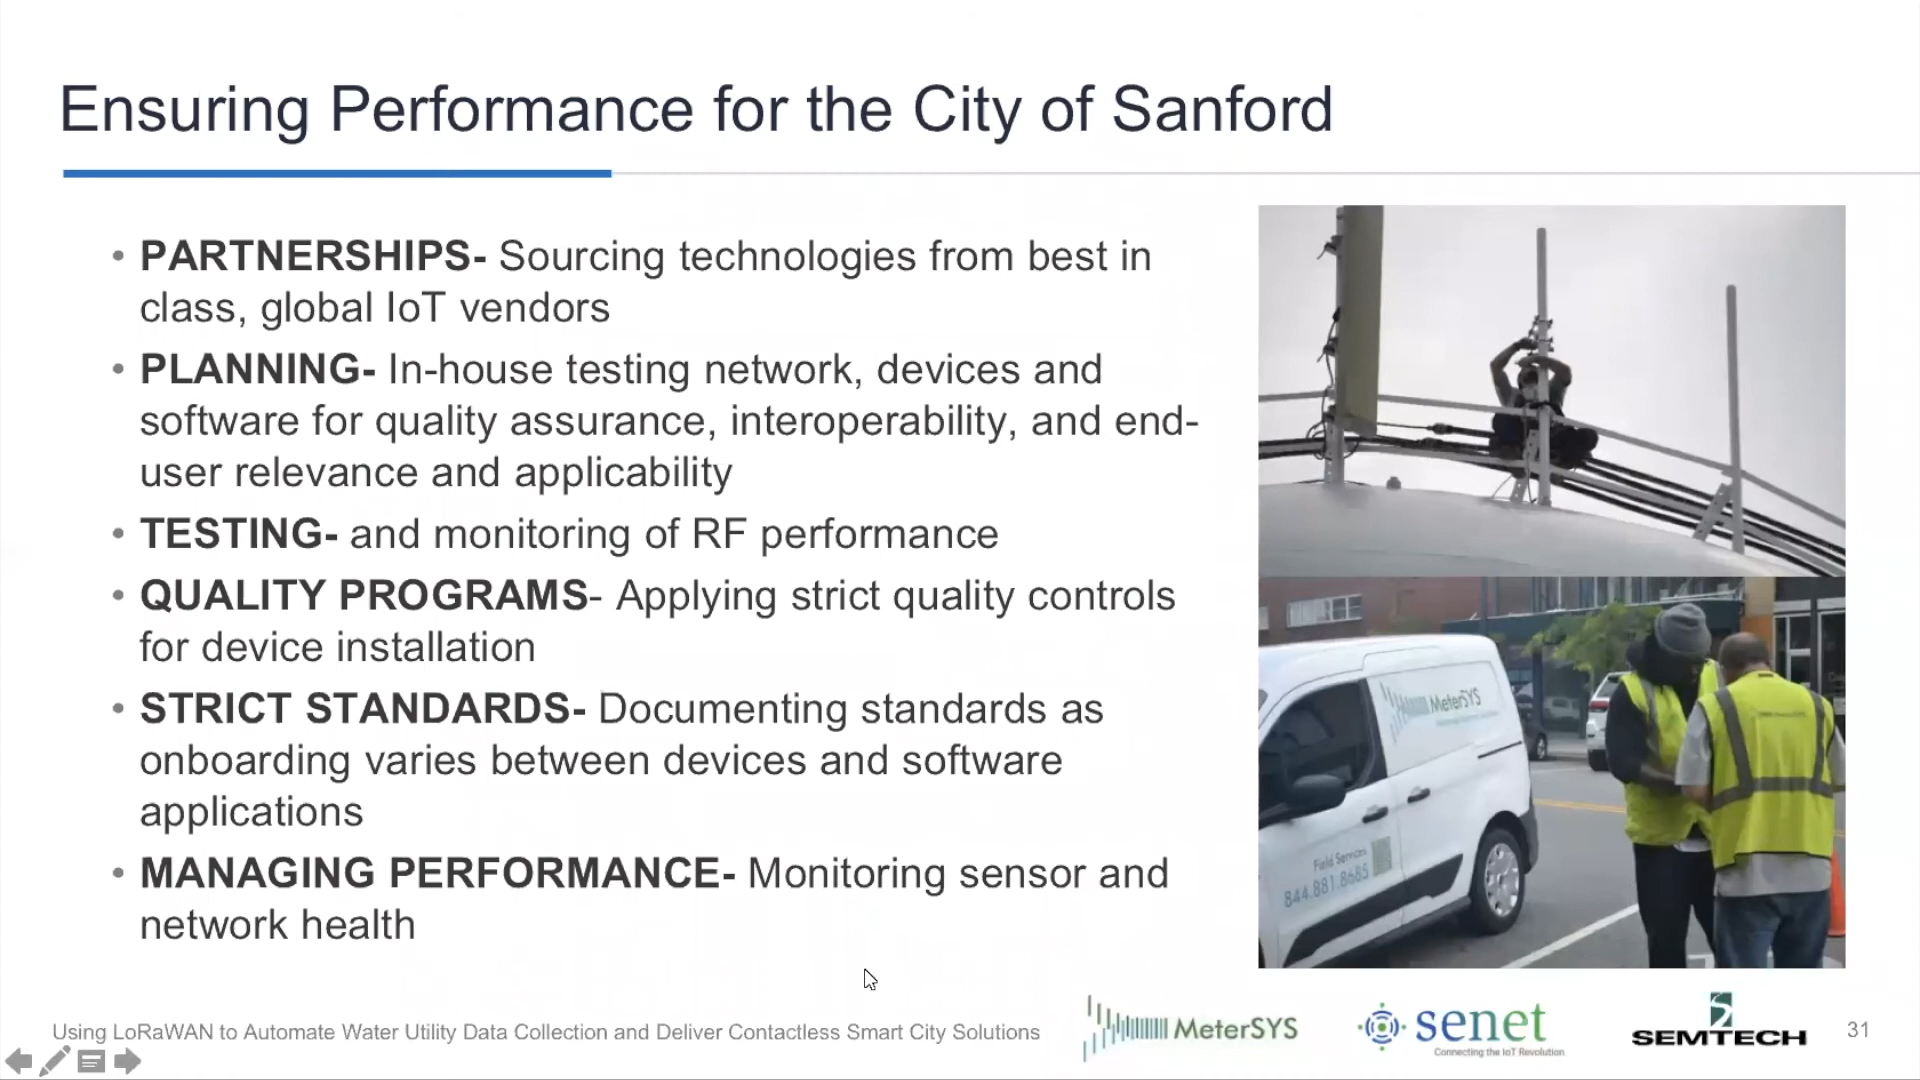 Ensuring Performance for the City of Sanford
• PARTNERSHIPS- Sourcing technologies from best in
class, global IoT vendors
• PLANNING- In-house testing network, devices and
software for quality assurance, interoperability, and end-
user relevance and applicability
• TESTING- and monitoring of RF performance
• QUALITY PROGRAMS- Applying strict quality controls
for device installation
• STRICT STANDARDS- Documenting standards as
onboarding varies between devices and software
applications
• MANAGING PERFORMANCE- Monitoring sensor and
network health
MeterSYS
Field Services
844.881.8685
Using LoRaWAN to Automate Water Utility Data Collection and Deliver Contactless Smart City Solutions
MeterSYS
senet
Connecting the IoT Revolution
SEMTECH
31